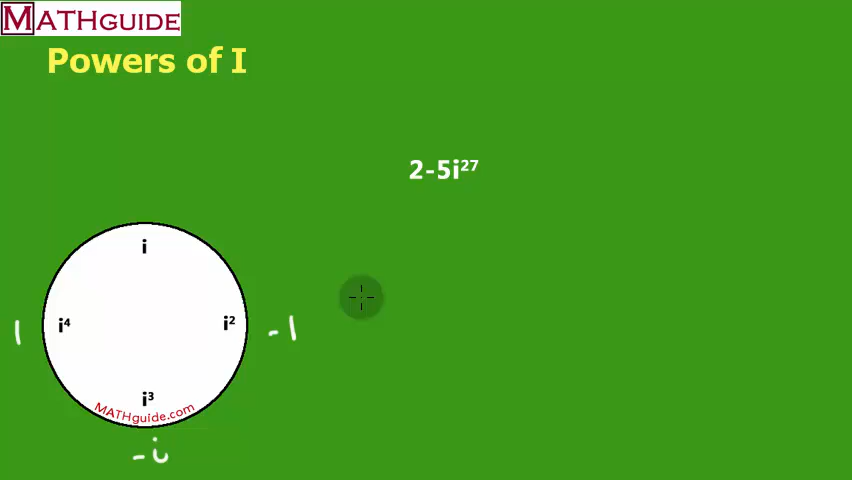 MATHGUIDE
Powers of I
2-5i²⁷
i
i⁴
i²
1
-1
i³
MATHguide.com
-i